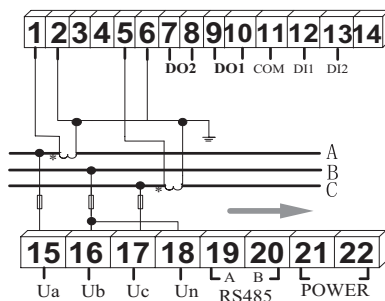 1 2 3 4 5 6 7 8 9 10 11 12 13 14
DO2 DO1 COM DI1 DI2
* A
B
* C
15 16 17 18 19 20 21 22
Ua Ub Uc Un A B
RS485 POWER